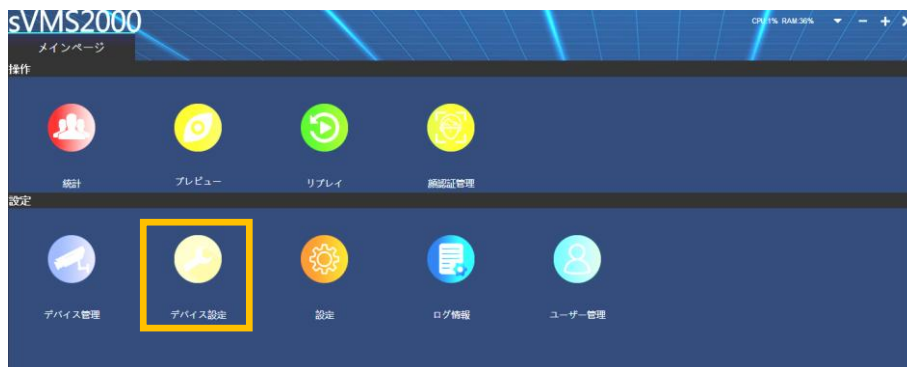 sVMS2000
CPU:1% RAM:36%
メインページ
操作
統計
プレビュー
リプレイ
顔認証管理
設定
デバイス管理
デバイス設定
設定
ログ情報
ユーザー管理